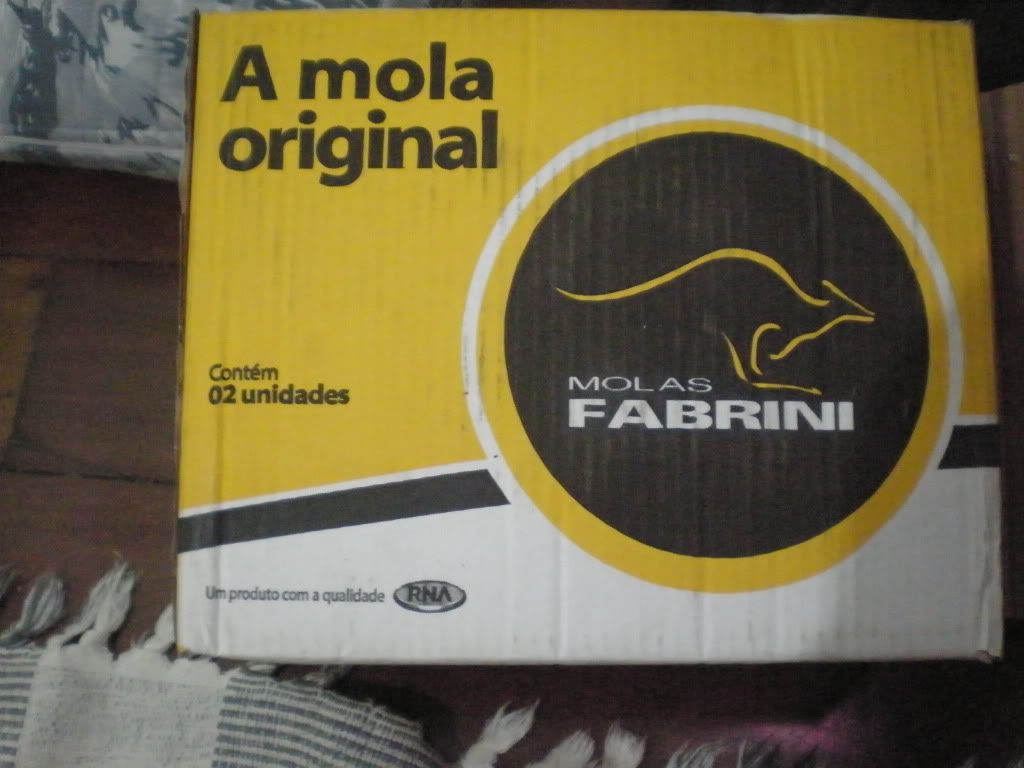 A mola
original
Contém
02 unidades
MOLAS
FABRINI
Um produto com a qualidade RNA